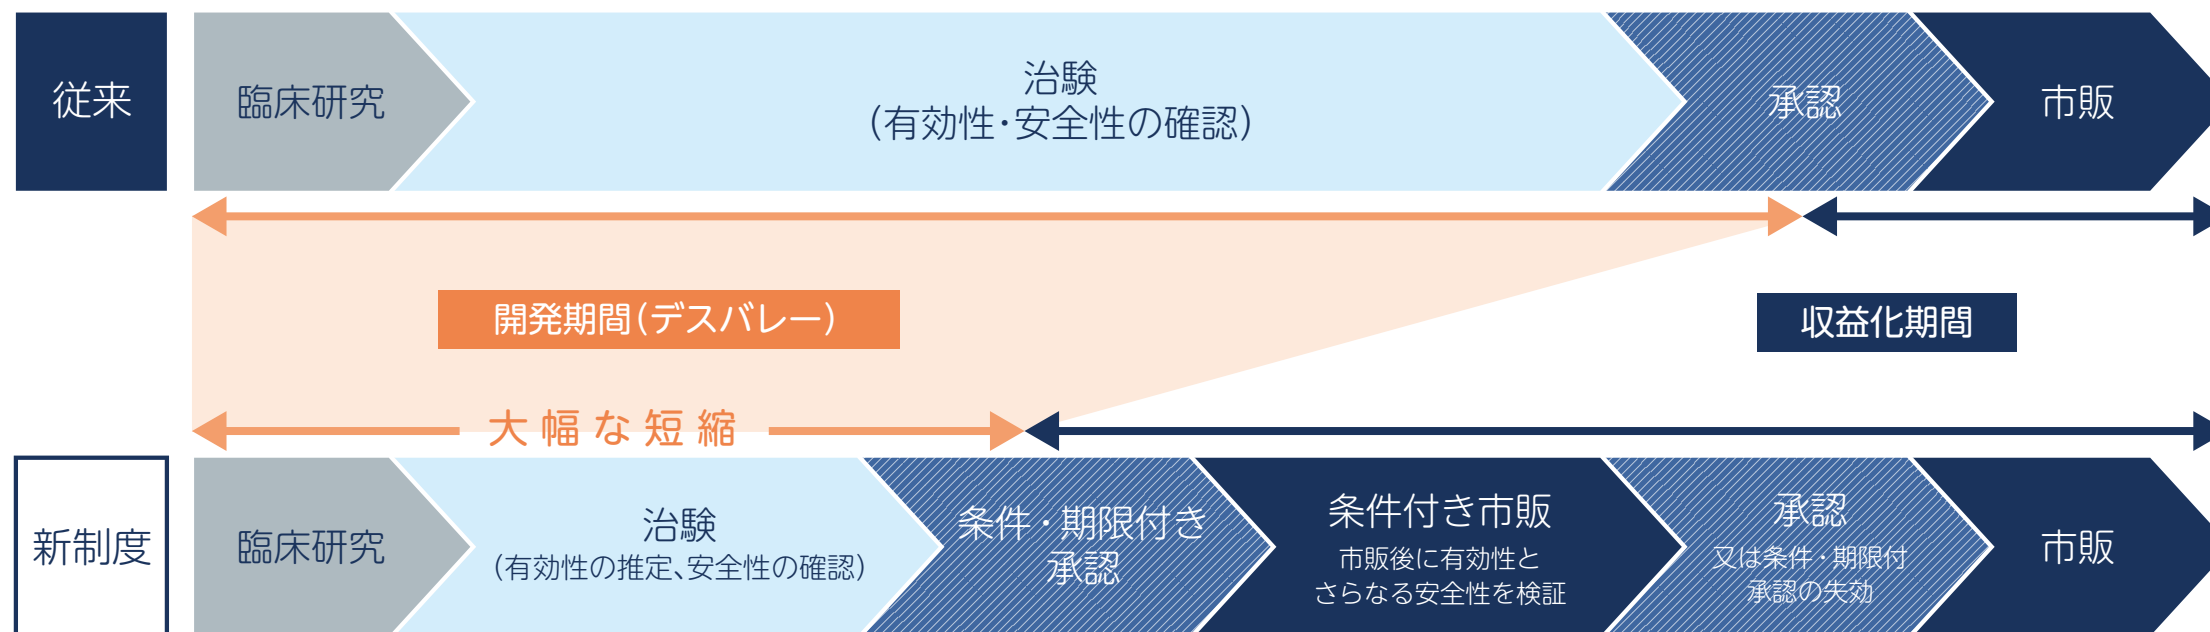 従来
臨床研究
治験
（有効性・安全性の確認）
承認
市販
開発期間（デスバレー）
収益化期間
大幅な短縮
新制度
臨床研究
治験
（有効性の推定、安全性の確認）
条件・期限付き
承認
条件付き市販
市販後に有効性と
さらなる安全性を検証
承認
又は条件・期限付
承認の失効
市販